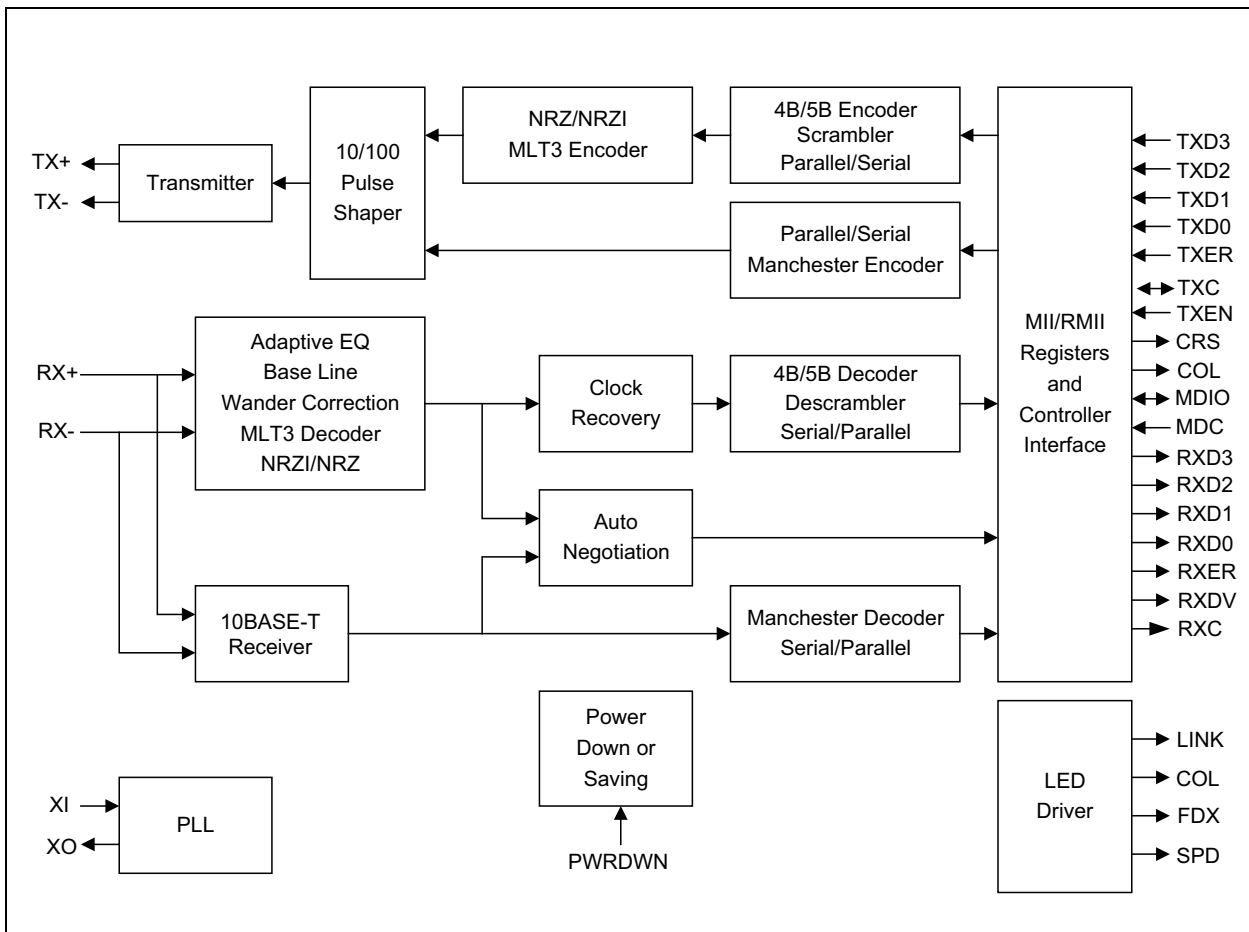 TX+
TX-
Transmitter
10/100
Pulse
Shaper
NRZ/NRZI
MLT3 Encoder
4B/5B Encoder
Scrambler
Parallel/Serial
Parallel/Serial
Manchester Encoder
RX+
RX-
Adaptive EQ
Base Line
Wander Correction
MLT3 Decoder
NRZI/NRZ
Clock
Recovery
4B/5B Decoder
Descrambler
Serial/Parallel
Auto
Negotiation
10BASE-T
Receiver
Manchester Decoder
Serial/Parallel
MII/RMII
Registers
and
Controller
Interface
TXD3
TXD2
TXD1
TXD0
TXER
TXC
TXEN
CRS
COL
MDIO
MDC
RXD3
RXD2
RXD1
RXD0
RXER
RXDV
RXC
XI
XO
PLL
Power
Down or
Saving
PWRDWN
LED
Driver
LINK
COL
FDX
SPD